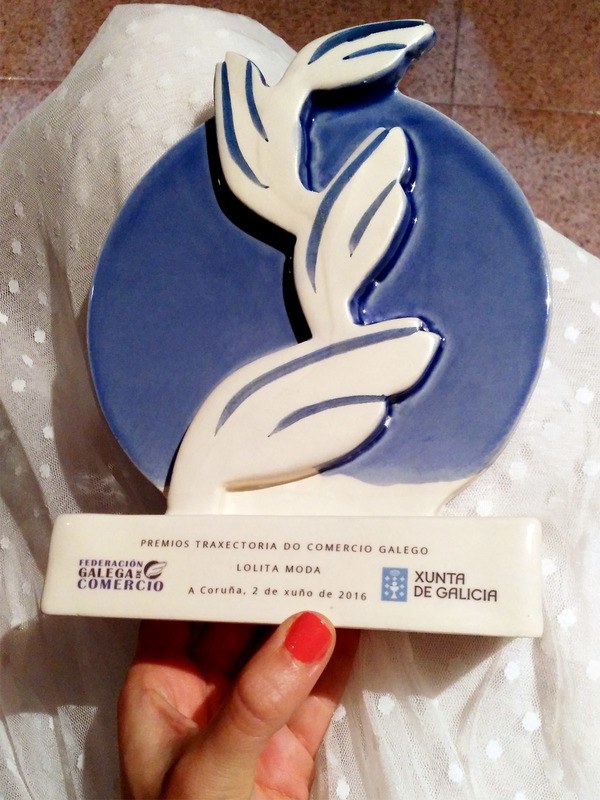 PREMIOS TRAXECTORIA DO COMERCIO GALEGO
LOLITA MODA
A Coruña, 2 de xuño de 2016
FEDERACIÓN
GALEGA DE
COMERCIO
XUNTA
DE GALICIA